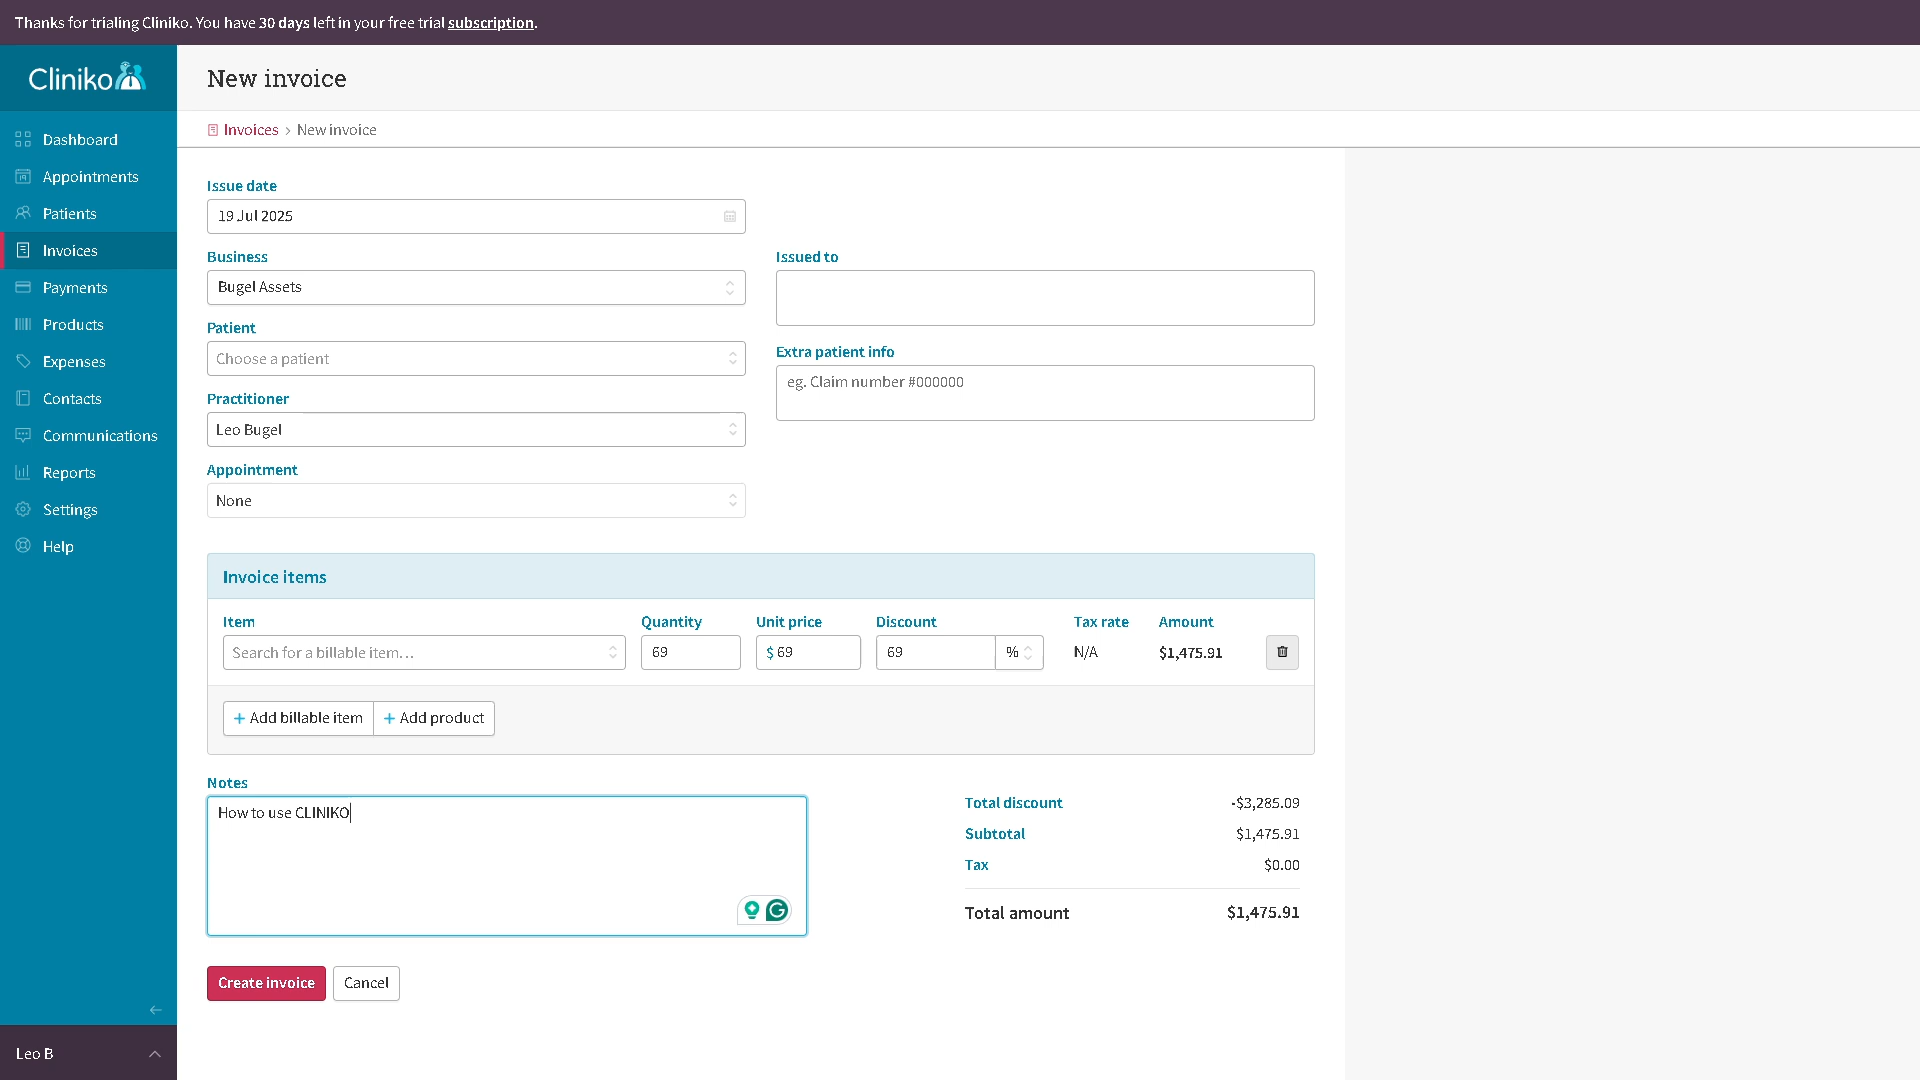 Thanks for trialing Cliniko. You have 30 days left in your free trial subscription.
Cliniko
New invoice
Invoices › New invoice
Dashboard
Appointments
Patients
Invoices
Payments
Products
Expenses
Contacts
Communications
Reports
Settings
Help
Leo B
Issue date
19 Jul 2025
Business
Bugel Assets
Patient
Choose a patient
Practitioner
Leo Bugel
Appointment
None
Issued to
Extra patient info
eg. Claim number #000000
Invoice items
Item Quantity Unit price Discount Tax rate Amount
Search for a billable item... 69 $ 69 69 % N/A $1,475.91
+ Add billable item + Add product
Notes
How to use CLINIKO
Total discount -$3,285.09
Subtotal $1,475.91
Tax $0.00
Total amount $1,475.91
Create invoice Cancel